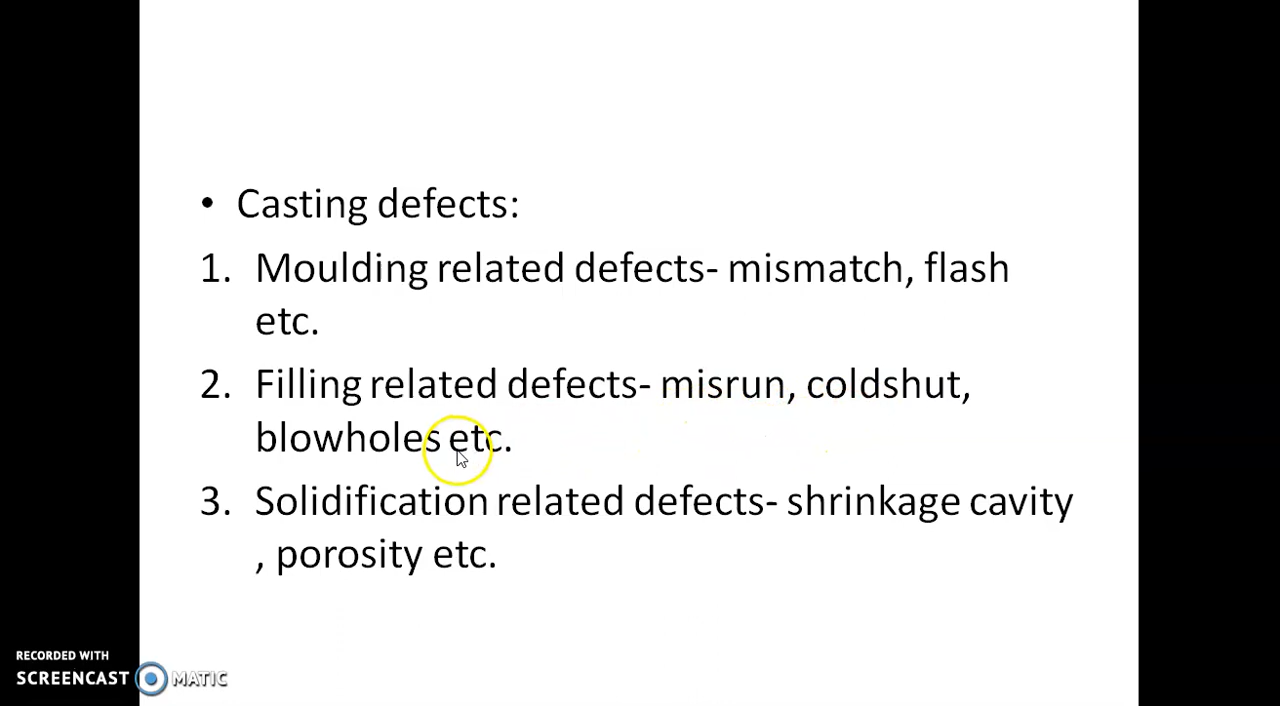 • Casting defects:
1. Moulding related defects- mismatch, flash
etc.
2. Filling related defects- misrun, coldshut,
blowholes etc.
3. Solidification related defects- shrinkage cavity
, porosity etc.
RECORDED WITH
SCREENCAST MATIC